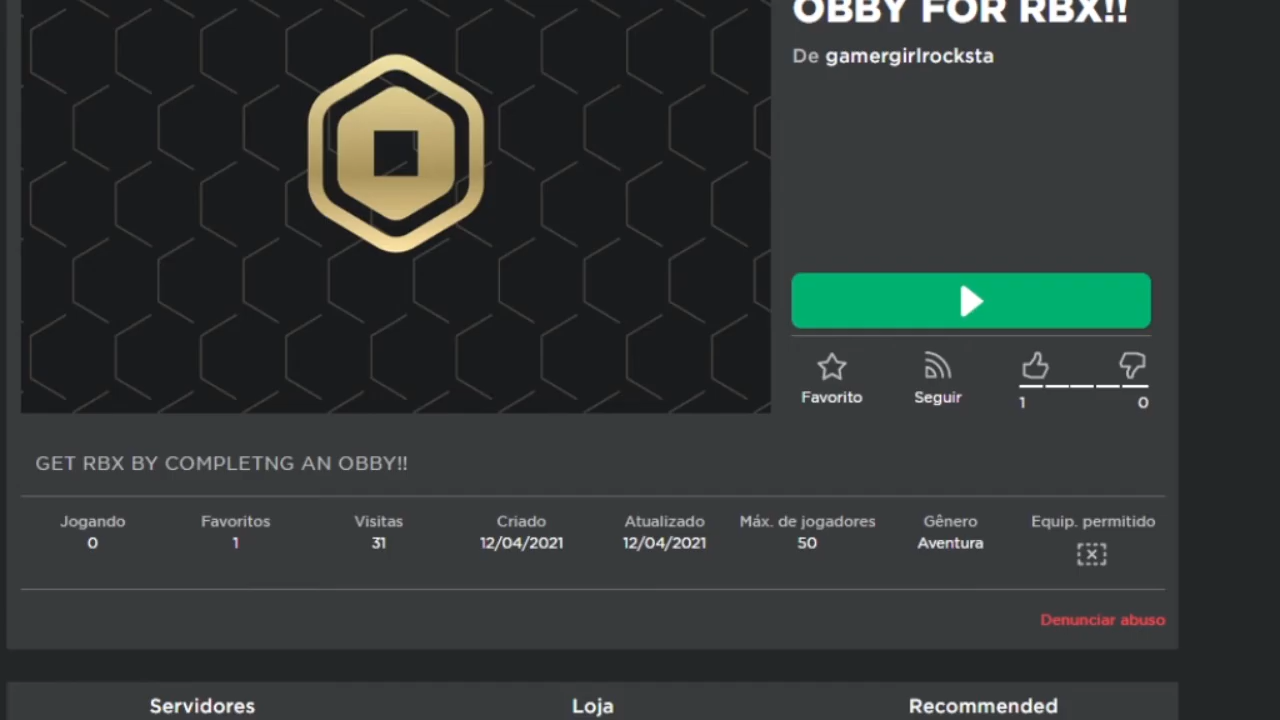 OBBY FOR RBX!!
De gamergirlrocksta
Favorito
Seguir
1
0
GET RBX BY COMPLETNG AN OBBY!!
Jogando
Favoritos
Visitas
Criado
Atualizado
Máx. de jogadores
Gênero
Equip. permitido
0
1
31
12/04/2021
12/04/2021
50
Aventura
Denunciar abuso
Servidores
Loja
Recommended